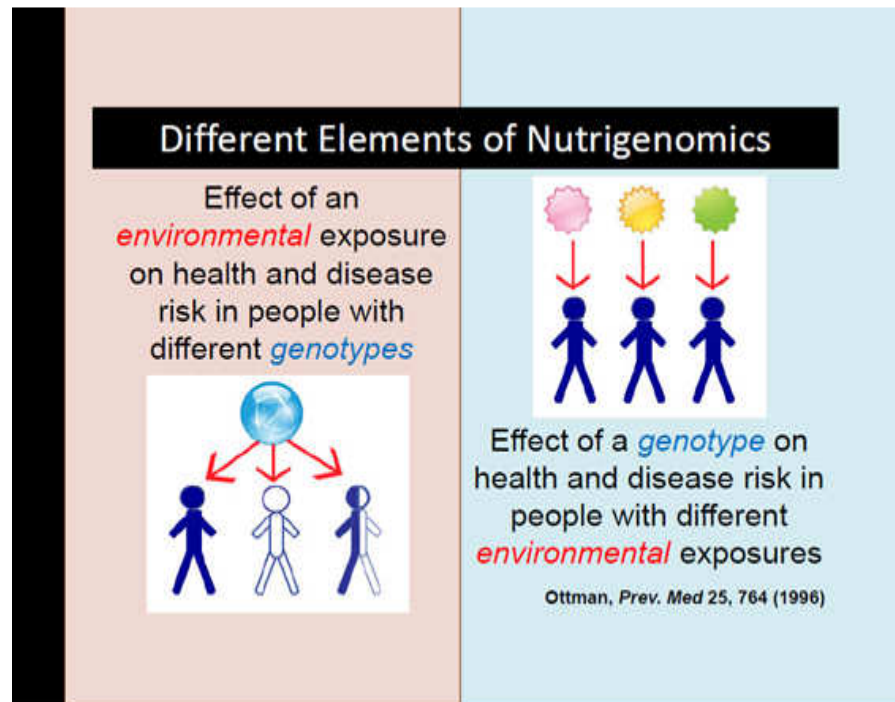 Different Elements of Nutrigenomics
Effect of an
environmental exposure
on health and disease
risk in people with
different genotypes
Effect of a genotype on
health and disease risk in
people with different
environmental exposures
Ottman, Prev. Med 25, 764 (1996)